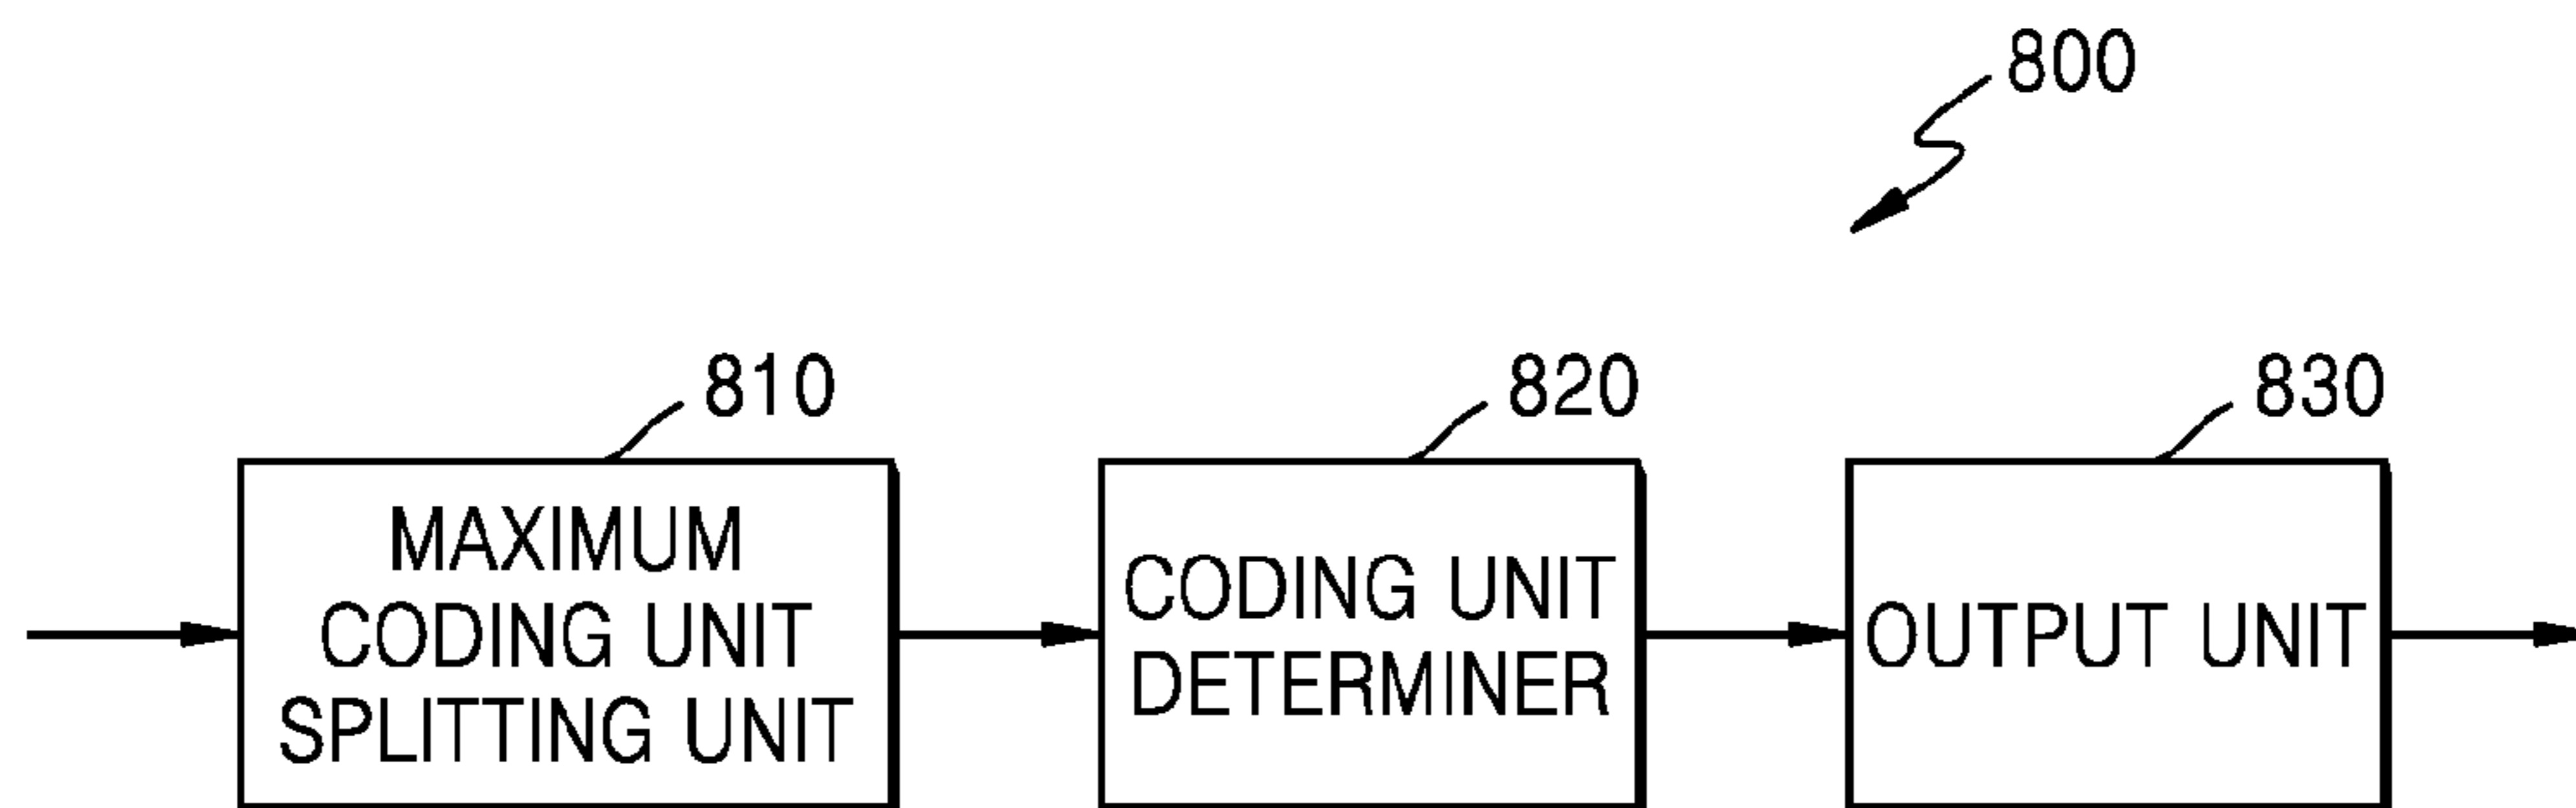 800
810
820
830
MAXIMUM
CODING UNIT
SPLITTING UNIT
CODING UNIT
DETERMINER
OUTPUT UNIT